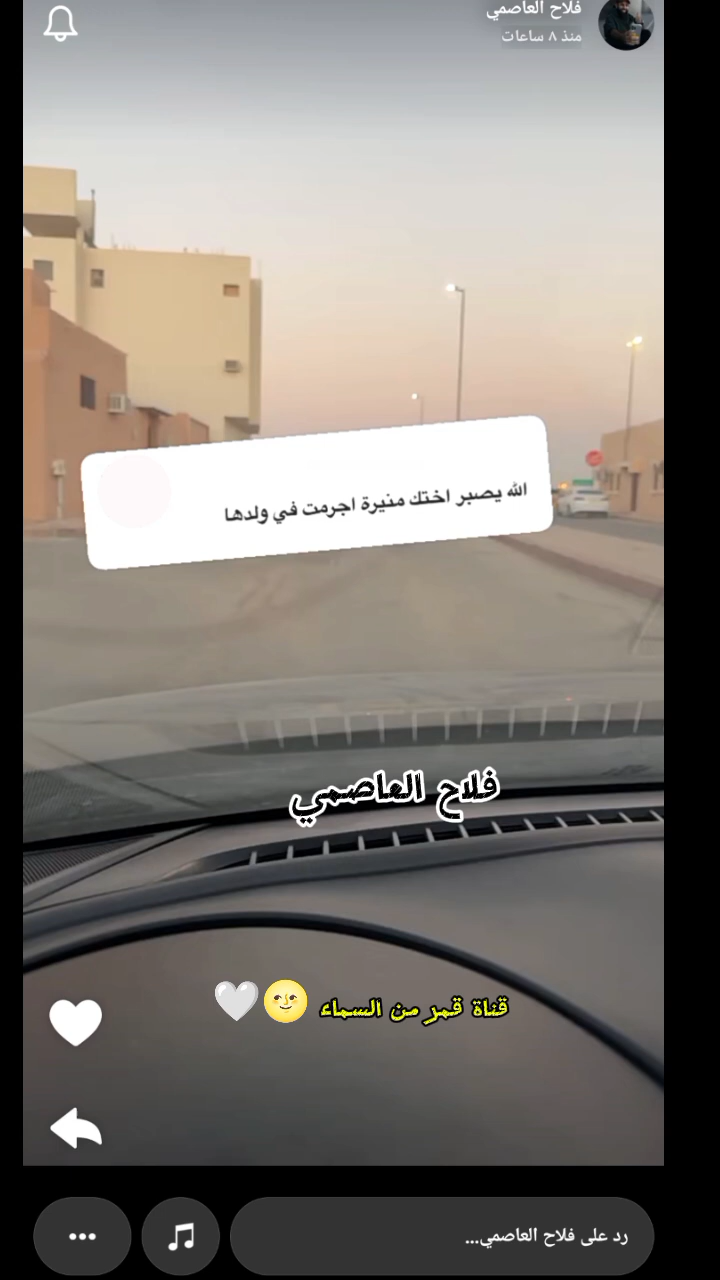 فلاح العاصمي
منذ ٨ ساعات
الله يصبر اختك منيرة اجرمت في ولدها
فلاح العاصمي
قناة قمر من السماء 🌝🤍
رد على فلاح العاصمي...